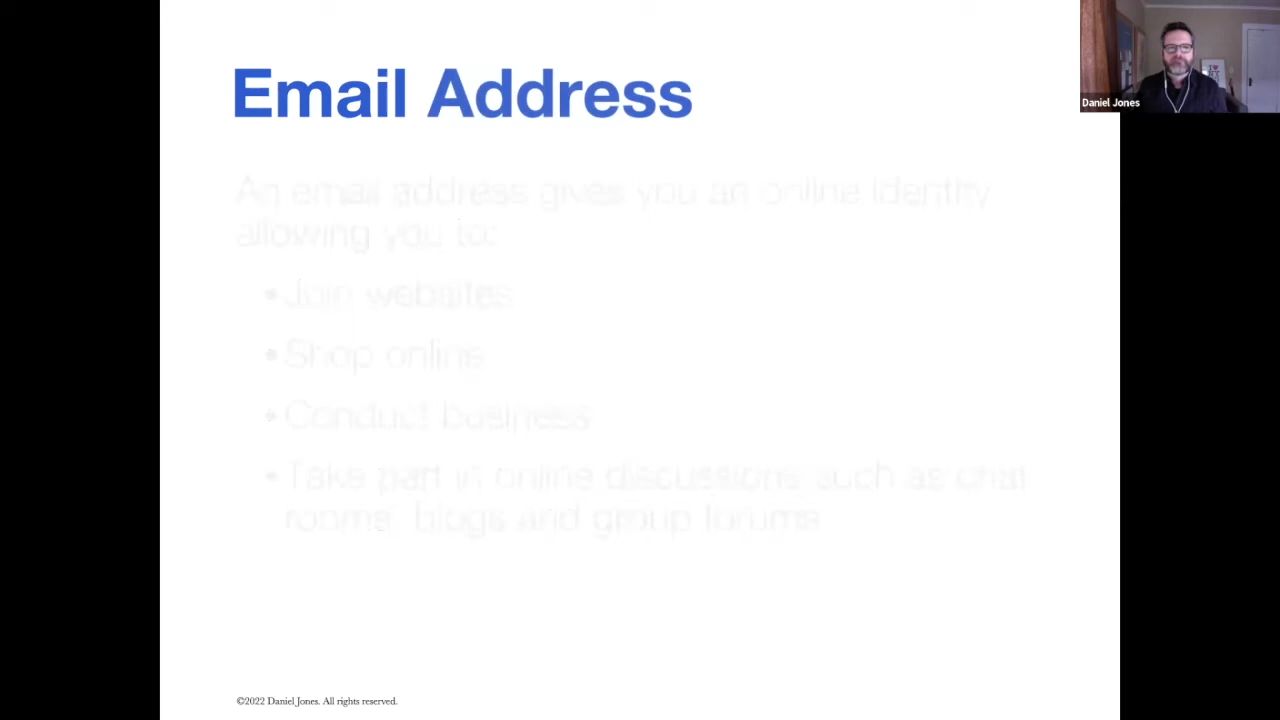 Email Address
Daniel Jones
An email address gives you an online identity
allowing you to:
• Join websites
• Shop online
• Conduct business
• Take part in online discussions such as chat
rooms, blogs and group forums
©2022 Daniel Jones. All rights reserved.